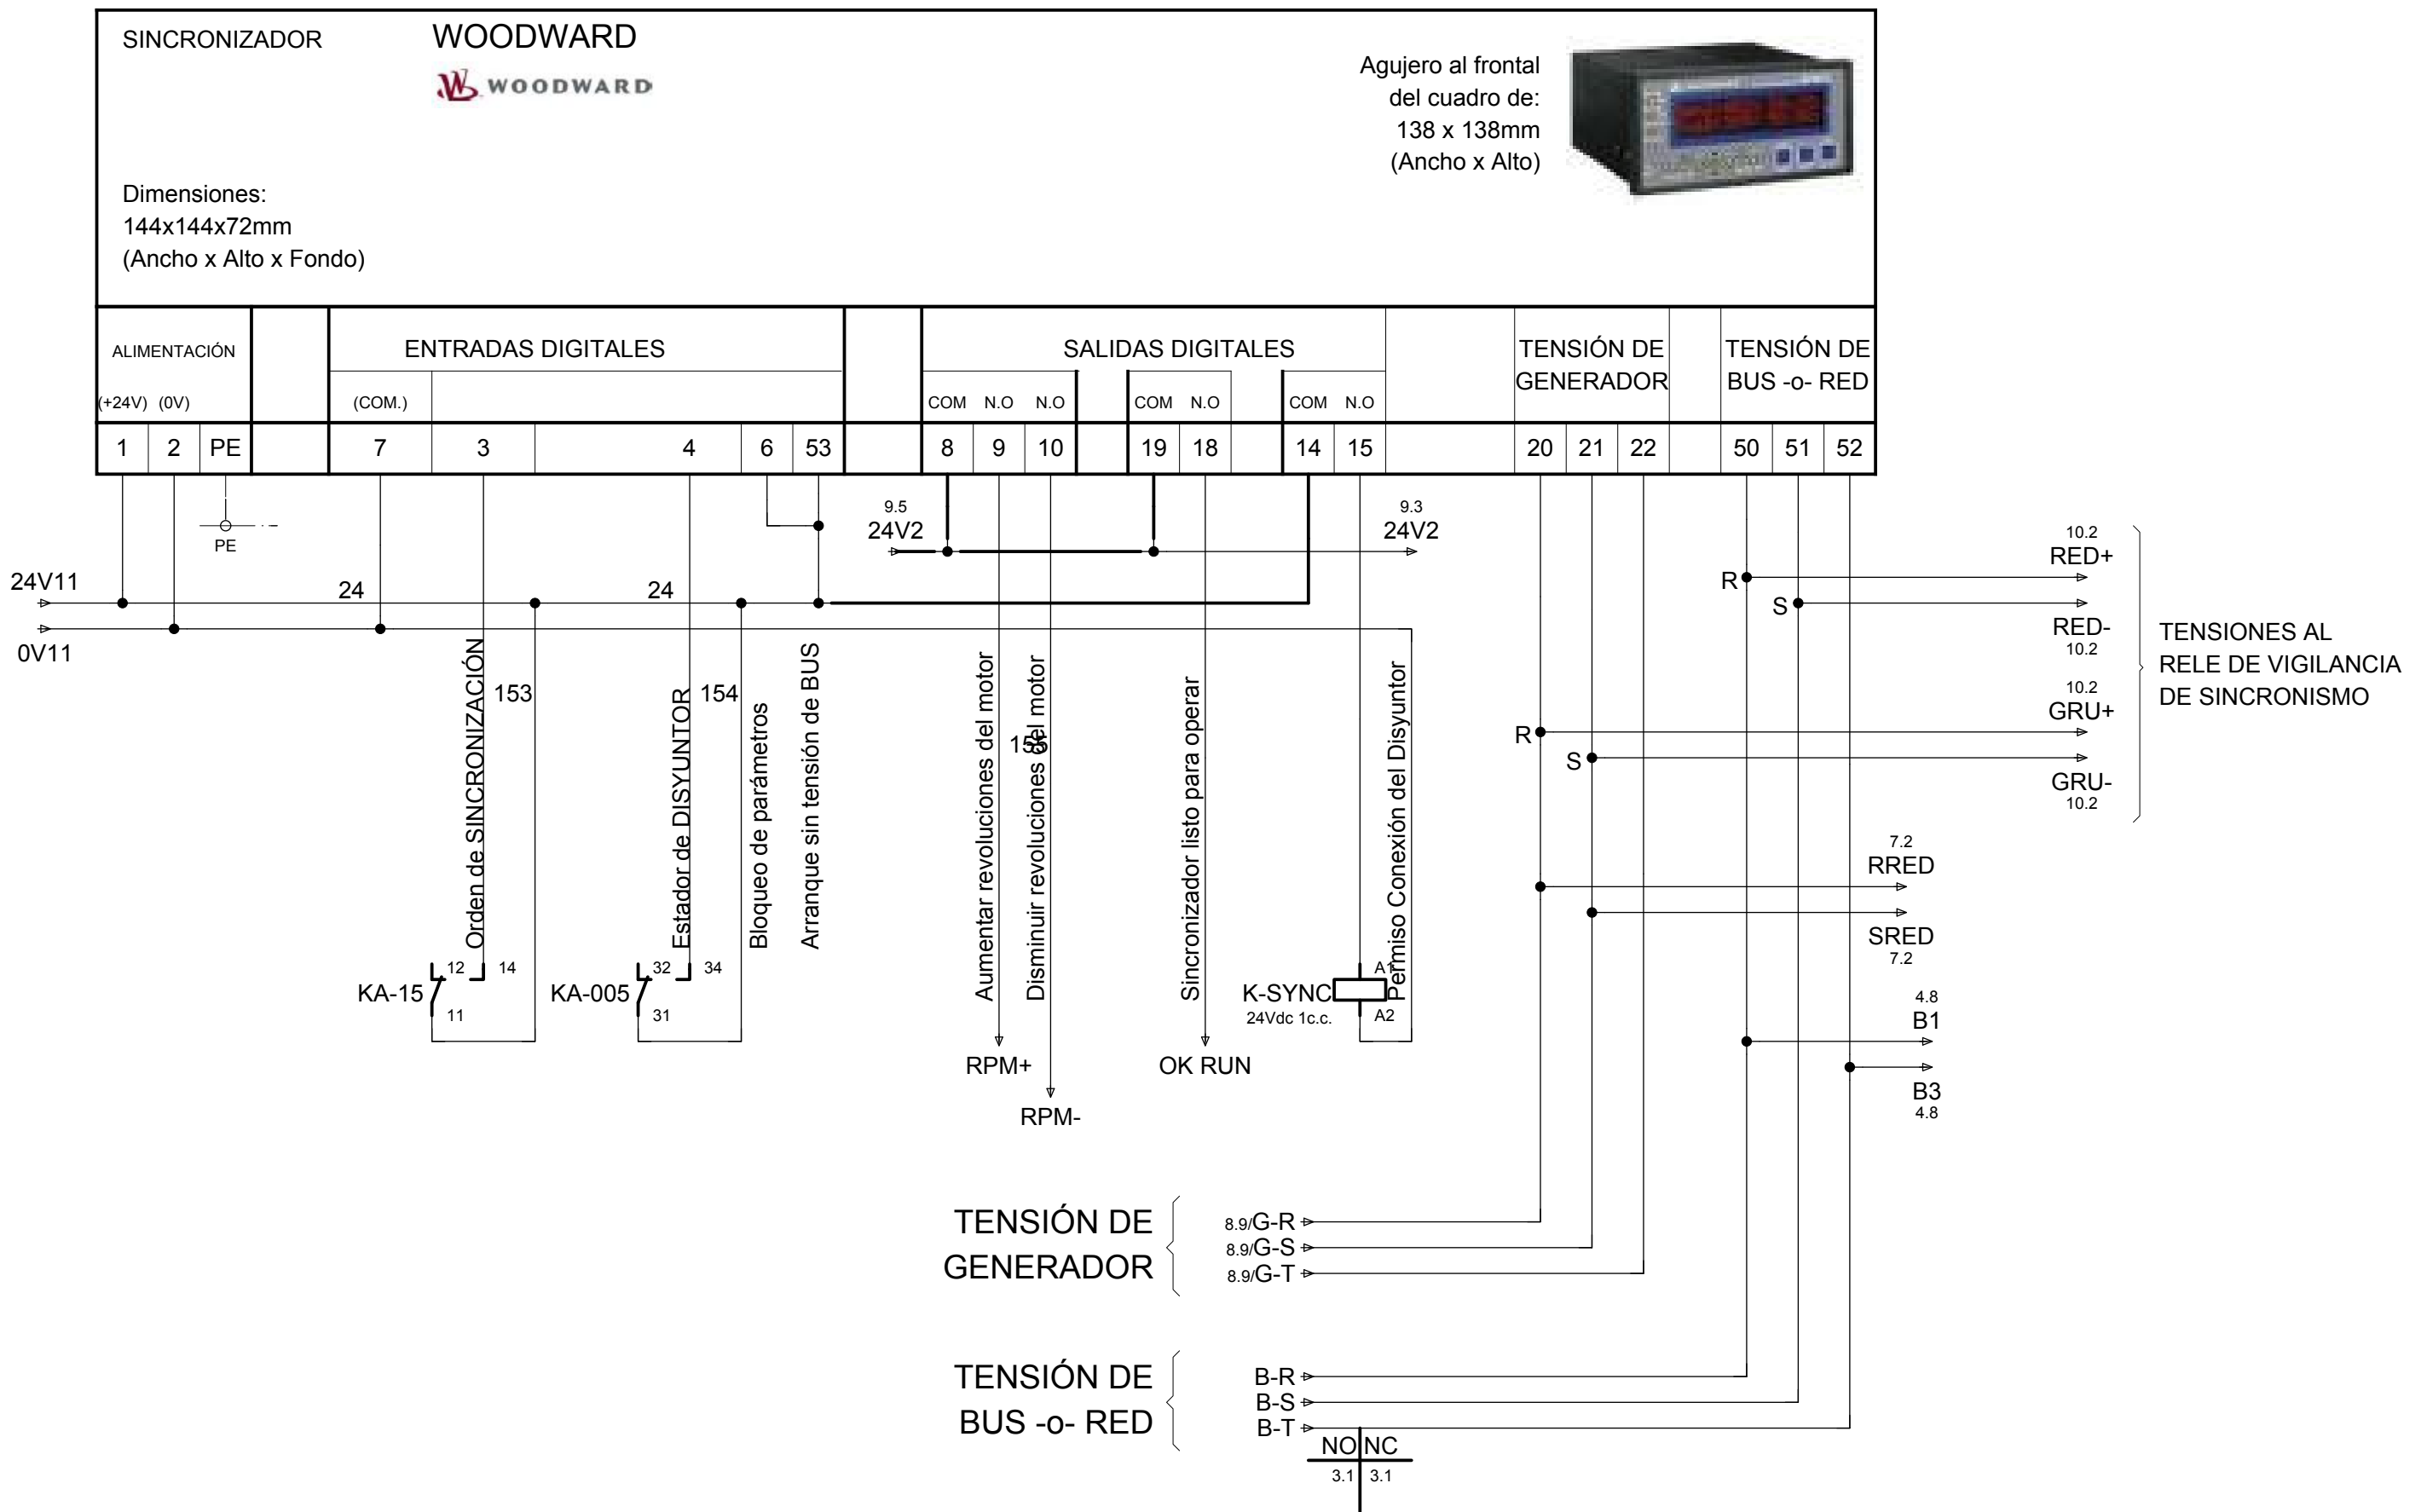 SINCRONIZADOR
WOODWARD
WOODWARD
Agujero al frontal
del cuadro de:
138 x 138mm
(Ancho x Alto)
Dimensiones:
144x144x72mm
(Ancho x Alto x Fondo)
ALIMENTACIÓN
ENTRADAS DIGITALES
SALIDAS DIGITALES
TENSIÓN DE
GENERADOR
TENSIÓN DE
BUS -o- RED
(+24V) (0V)
(COM.)
COM N.O N.O
COM N.O
COM N.O
1 2 PE 7 3 4 6 53 8 9 10 19 18 14 15 20 21 22 50 51 52
PE
9.5
24V2
9.3
24V2
24V11
0V11
24
24
R
S
10.2
RED+
RED-
10.2
10.2
GRU+
GRU-
10.2
R
S
TENSIONES AL
RELE DE VIGILANCIA
DE SINCRONISMO
Orden de SINCRONIZACIÓN
153
Estador de DISYUNTOR
154
Bloqueo de parámetros
Arranque sin tensión de BUS
Aumentar revoluciones del motor
Disminuir revoluciones del motor
Sincronizador listo para operar
Permiso Conexión del Disyuntor
7.2
RRED
SRED
7.2
KA-15
12
14
11
KA-005
32
34
31
K-SYNC
24Vdc 1c.c.
A1
A2
4.8
B1
B3
4.8
RPM+
RPM-
OK RUN
TENSIÓN DE
GENERADOR
8.9/G-R
8.9/G-S
8.9/G-T
TENSIÓN DE
BUS -o- RED
B-R
B-S
B-T
NO NC
3.1 3.1